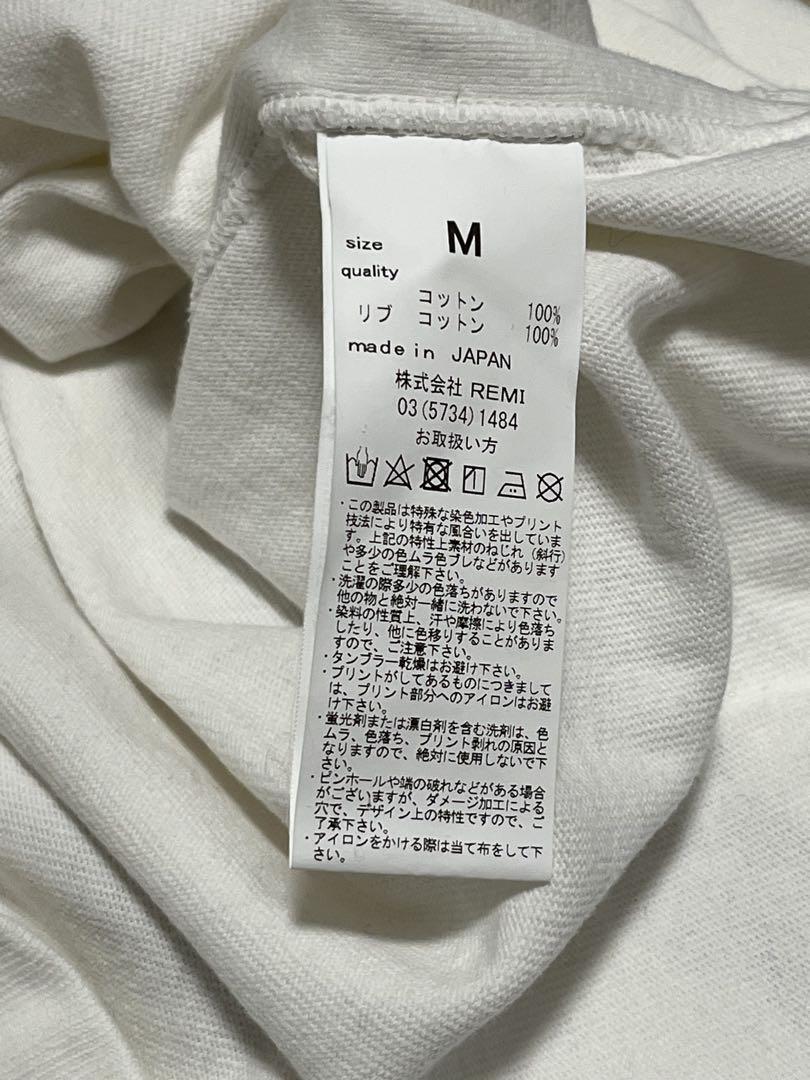 size M
quality
コットン 100%
リブ コットン 100%
made in JAPAN
株式会社 REMI
03(5734)1484
お取扱い方
・この製品は特殊な染色加工やプリント
技法により特有な風合いを出していま
す。上記の特性上素材のねじれ（斜行）
や多少の色ムラ色ブレなどがあります
ことをご理解下さい。
・洗濯の際多少の色落ちがありますので
他の物と絶対一緒に洗わないで下さい。
・染料の性質上、汗や摩擦により色落ち
したり、他に色移りすることがありま
す、ご注意下さい。
・タンブラー乾燥はお避け下さい。
・プリントがしてあるものにつきまして
は、プリント部分へのアイロンはお避
け下さい。
・蛍光剤または漂白剤を含む洗剤は、色
ムラ、色落ち、プリント剥れの原因と
なりますので、絶対に使用しないで下
さい。
・ピンホールや端の破れなどがある場合
がございますが、ダメージ加工による
穴で、デザイン上の特性ですので、ご
了承下さい。
・アイロンをかける際は当て布をして下
さい。